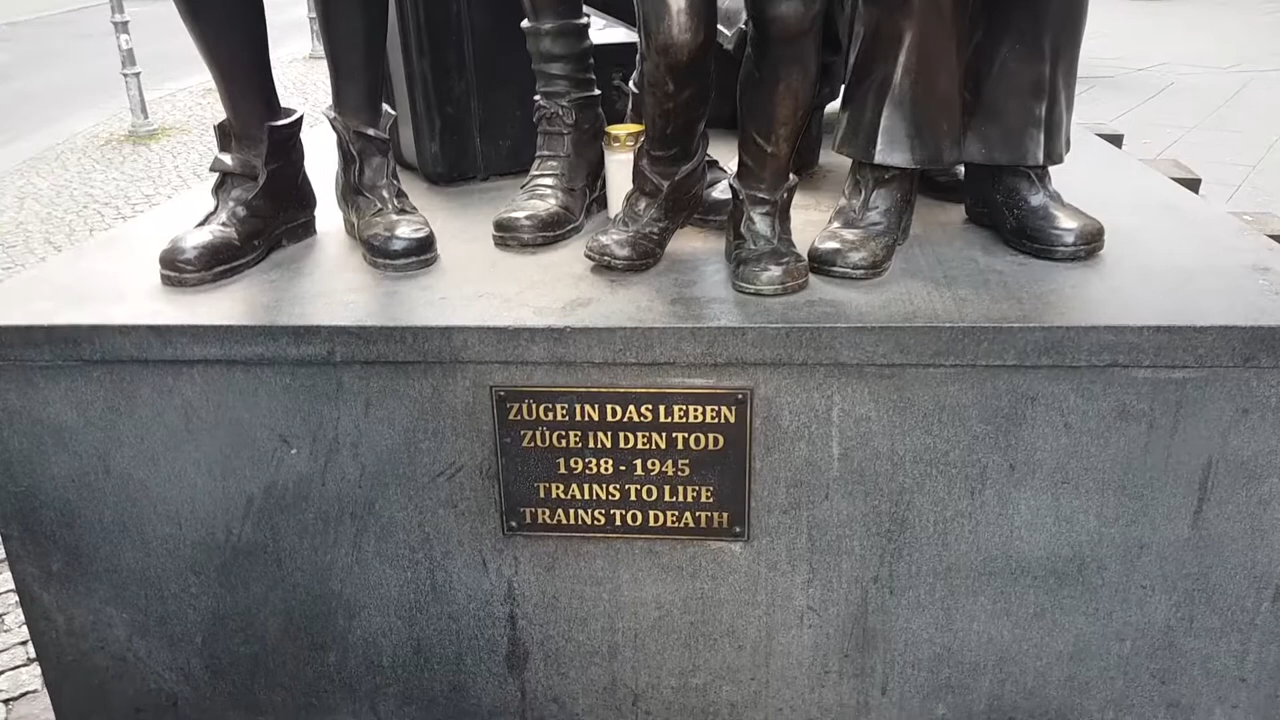 ZÜGE IN DAS LEBEN
ZÜGE IN DEN TOD
1938 - 1945
TRAINS TO LIFE
TRAINS TO DEATH